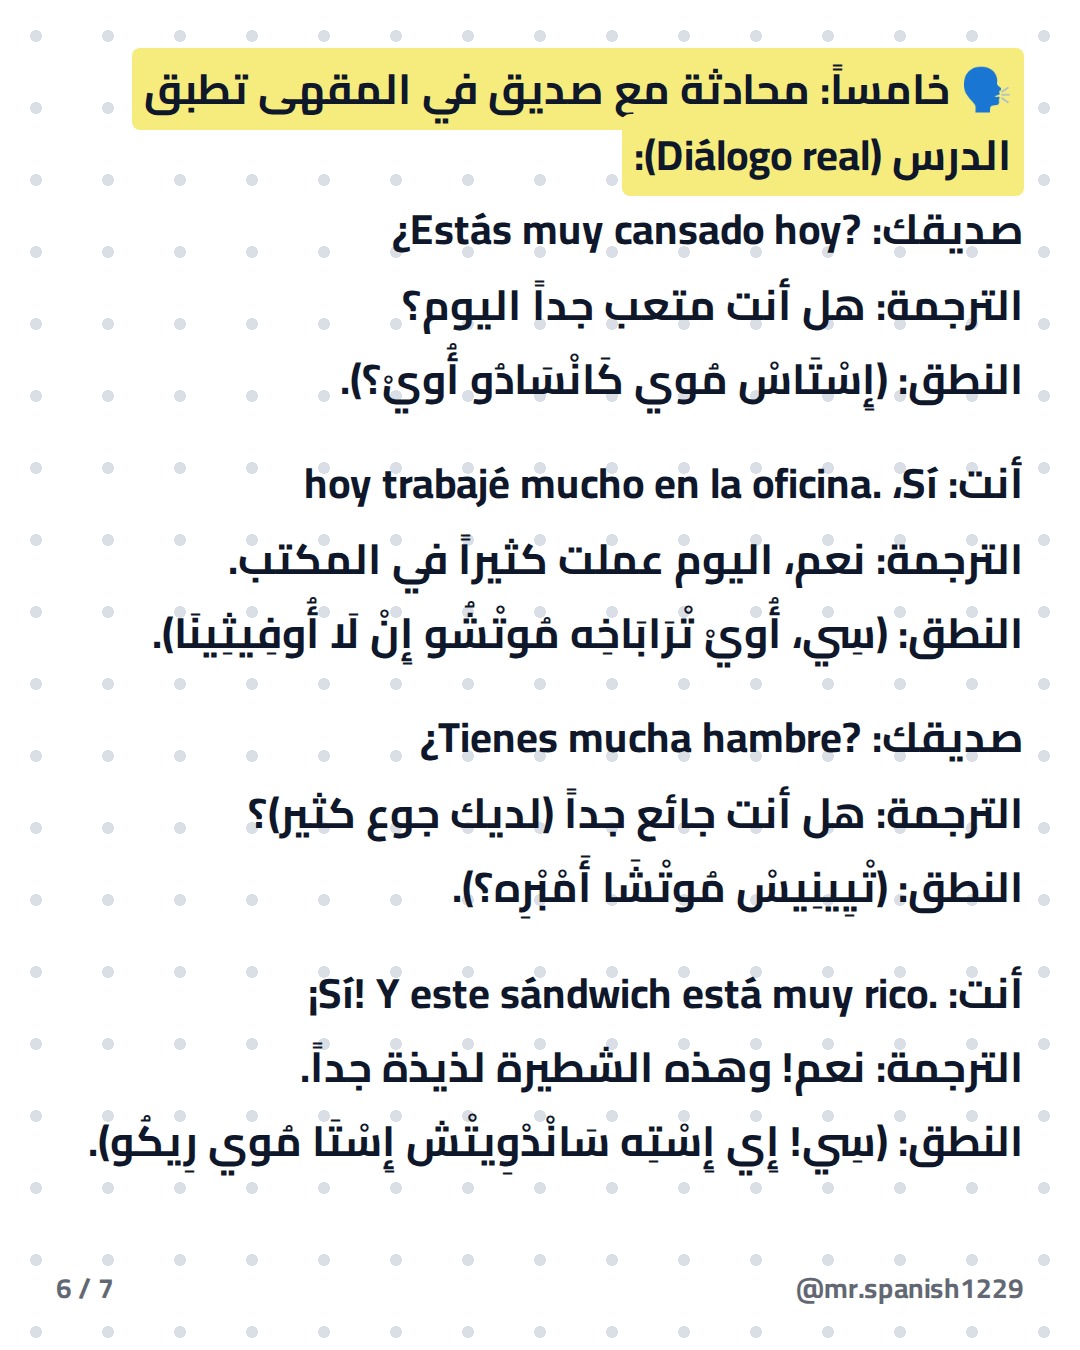 🗣️ خامساً: محادثة مع صديق في المقهى تطبق
الدرس (Diálogo real):
صديقك: ¿Estás muy cansado hoy?
الترجمة: هل أنت متعب جداً اليوم؟
النطق: (إِسْتَاسْ مُوي كَانْسَادُو أُويْ؟).
أنت: Sí، hoy trabajé mucho en la oficina.
الترجمة: نعم، اليوم عملت كثيراً في المكتب.
النطق: (سِي، أُويْ تْرَابَاخِه مُوتْشُو إِنْ لَا أُوفِيثِينَا).
صديقك: ¿Tienes mucha hambre?
الترجمة: هل أنت جائع جداً (لديك جوع كثير)؟
النطق: (تْيِينِيسْ مُوتْشَا أَمْبْرِه؟).
أنت: ¡Sí! Y este sándwich está muy rico.
الترجمة: نعم! وهذه الشطيرة لذيذة جداً.
النطق: (سِي! إِي إِسْتِه سَانْدْوِيتْش إِسْتَا مُوي رِيكُو).
6 / 7
@mr.spanish1229